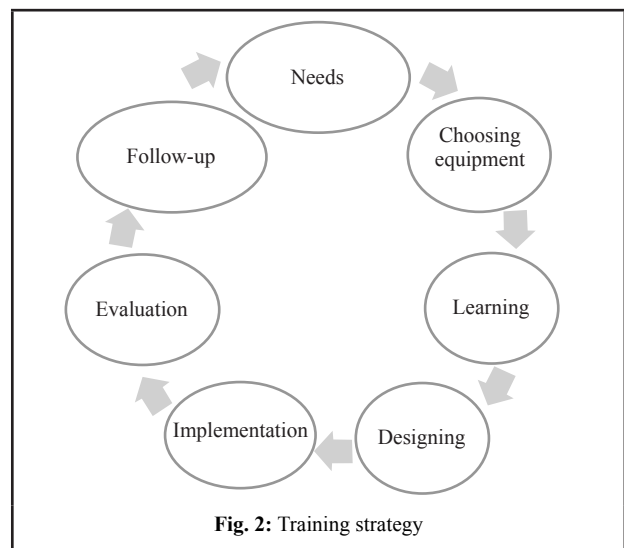 Needs
Choosing
equipment
Learning
Designing
Implementation
Evaluation
Follow-up
Fig. 2: Training strategy